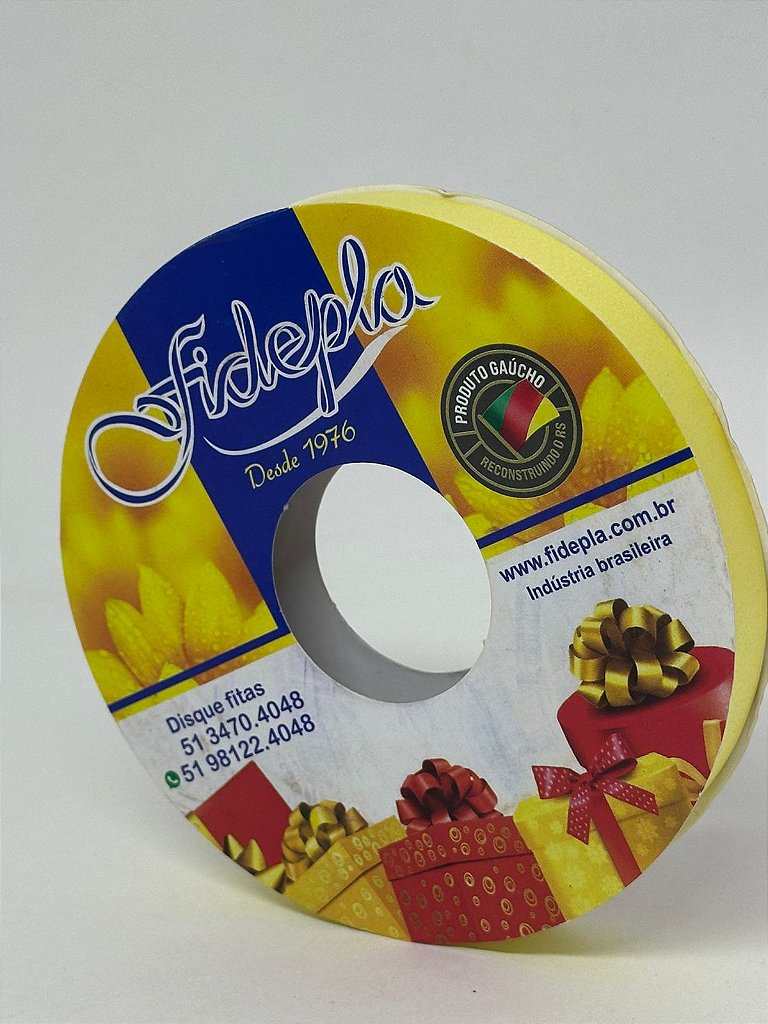 Fidepla
Desde 1976
PRODUTO GAÚCHO
RECONSTRUINDO O RS
www.fidepla.com.br
Indústria brasileira
Disque fitas
51 3470.4048
51 98122.4048